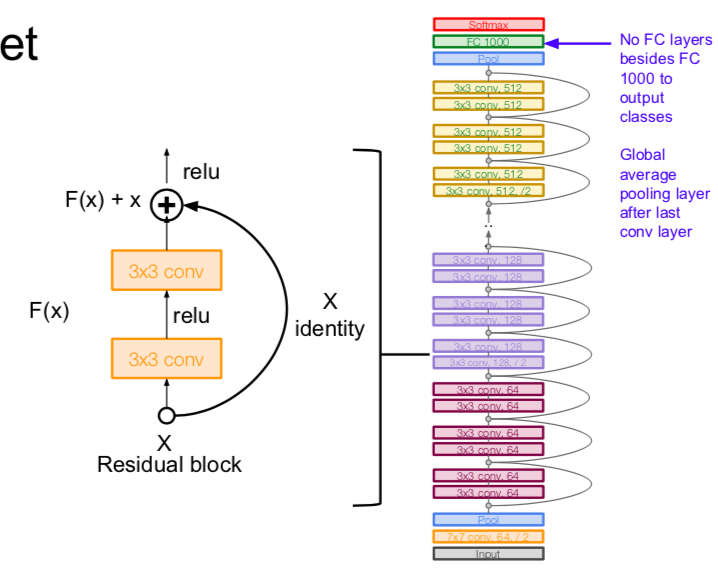 et
relu
F(x) + x
+
3x3 conv
F(x)
relu
X
identity
3x3 conv
X
Residual block
Softmax
FC 1000
Pool
3x3 conv, 512
3x3 conv, 512
3x3 conv, 512
3x3 conv, 512
3x3 conv, 512
3x3 conv, 512, /2
..
3x3 conv, 128
3x3 conv, 128
3x3 conv, 128
3x3 conv, 128
3x3 conv, 128
3x3 conv, 128, / 2
3x3 conv, 64
3x3 conv, 64
3x3 conv, 64
3x3 conv, 64
3x3 conv, 64
3x3 conv, 64
Pool
7x7 conv, 64, / 2
Input
No FC layers
besides FC
1000 to
output
classes
Global
average
pooling layer
after last
conv layer